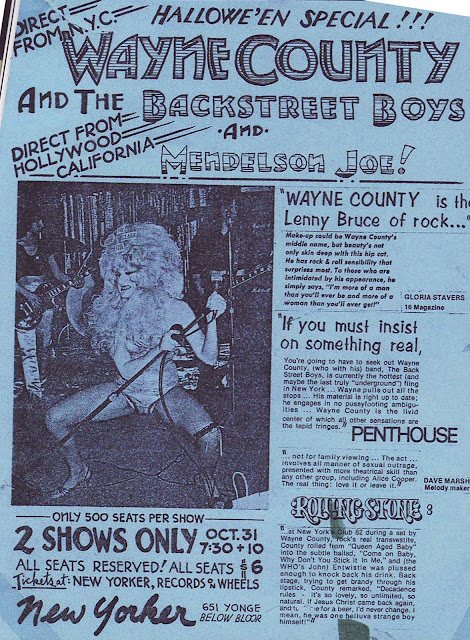 DIRECT
FROM N.Y.C.
HALLOWE'EN SPECIAL!!!
WAYNE COUNTY
AND THE BACKSTREET BOYS
DIRECT FROM
HOLLYWOOD
CALIFORNIA
·AND·
MENDELSON JOE!
"WAYNE COUNTY is the
Lenny Bruce of rock..."
Make-up could be Wayne County's
middle name, but beauty's not
only skin deep with this hip cat.
He has rock & roll sensibility that
surprises most. To those who are
intimidated by his appearance, he
simply says, "I'm more of a man
than you'll ever be and more of a
woman than you'll ever get!"
GLORIA STAVERS
16 Magazine
"If you must insist
on something real,
You're going to have to seek out Wayne
County, (who with his) band, The Back
Street Boys, is currently the hottest (and
maybe the last truly "underground") fling
in New York ... Wayne pulls out all the
stops ... His material is right up to date;
he engages in no pussyfooting ambigu-
ities ... Wayne County is the livid
center of which all other sensations are
the tepid fringes."
PENTHOUSE
"... not for family viewing ... The act ...
involves all manner of sexual outrage,
presented with more theatrical skill than
any other group, including Alice Cooper.
The real thing: love it or leave it."
DAVE MARSH
Melody maker
ROLLING STONE
"..at New York's Club 82 during a set by
Wayne County, rock's real transvestite,
County rolled from "Queen Aged Baby"
into the subtle ballad, "Come on Baby,
Why Don't You Stick It In Me," and (the
WHO's John) Entwistle was plussed
enough to knock back his drink. Back
stage, trying to get brandy through his
lipstick, County remarked, "Decadence
rules - it's so lovely, so unlimited, so
natural. If Jesus Christ came back again,
and for a beer, I'd never change. I
mean, he was one helluva strange boy
himself!"
ONLY 500 SEATS PER SHOW
2 SHOWS ONLY OCT. 31
7:30 + 10
ALL SEATS RESERVED! ALL SEATS $6
Tickets at: NEW YORKER, RECORDS ON WHEELS
New Yorker 651 YONGE
BELOW BLOOR